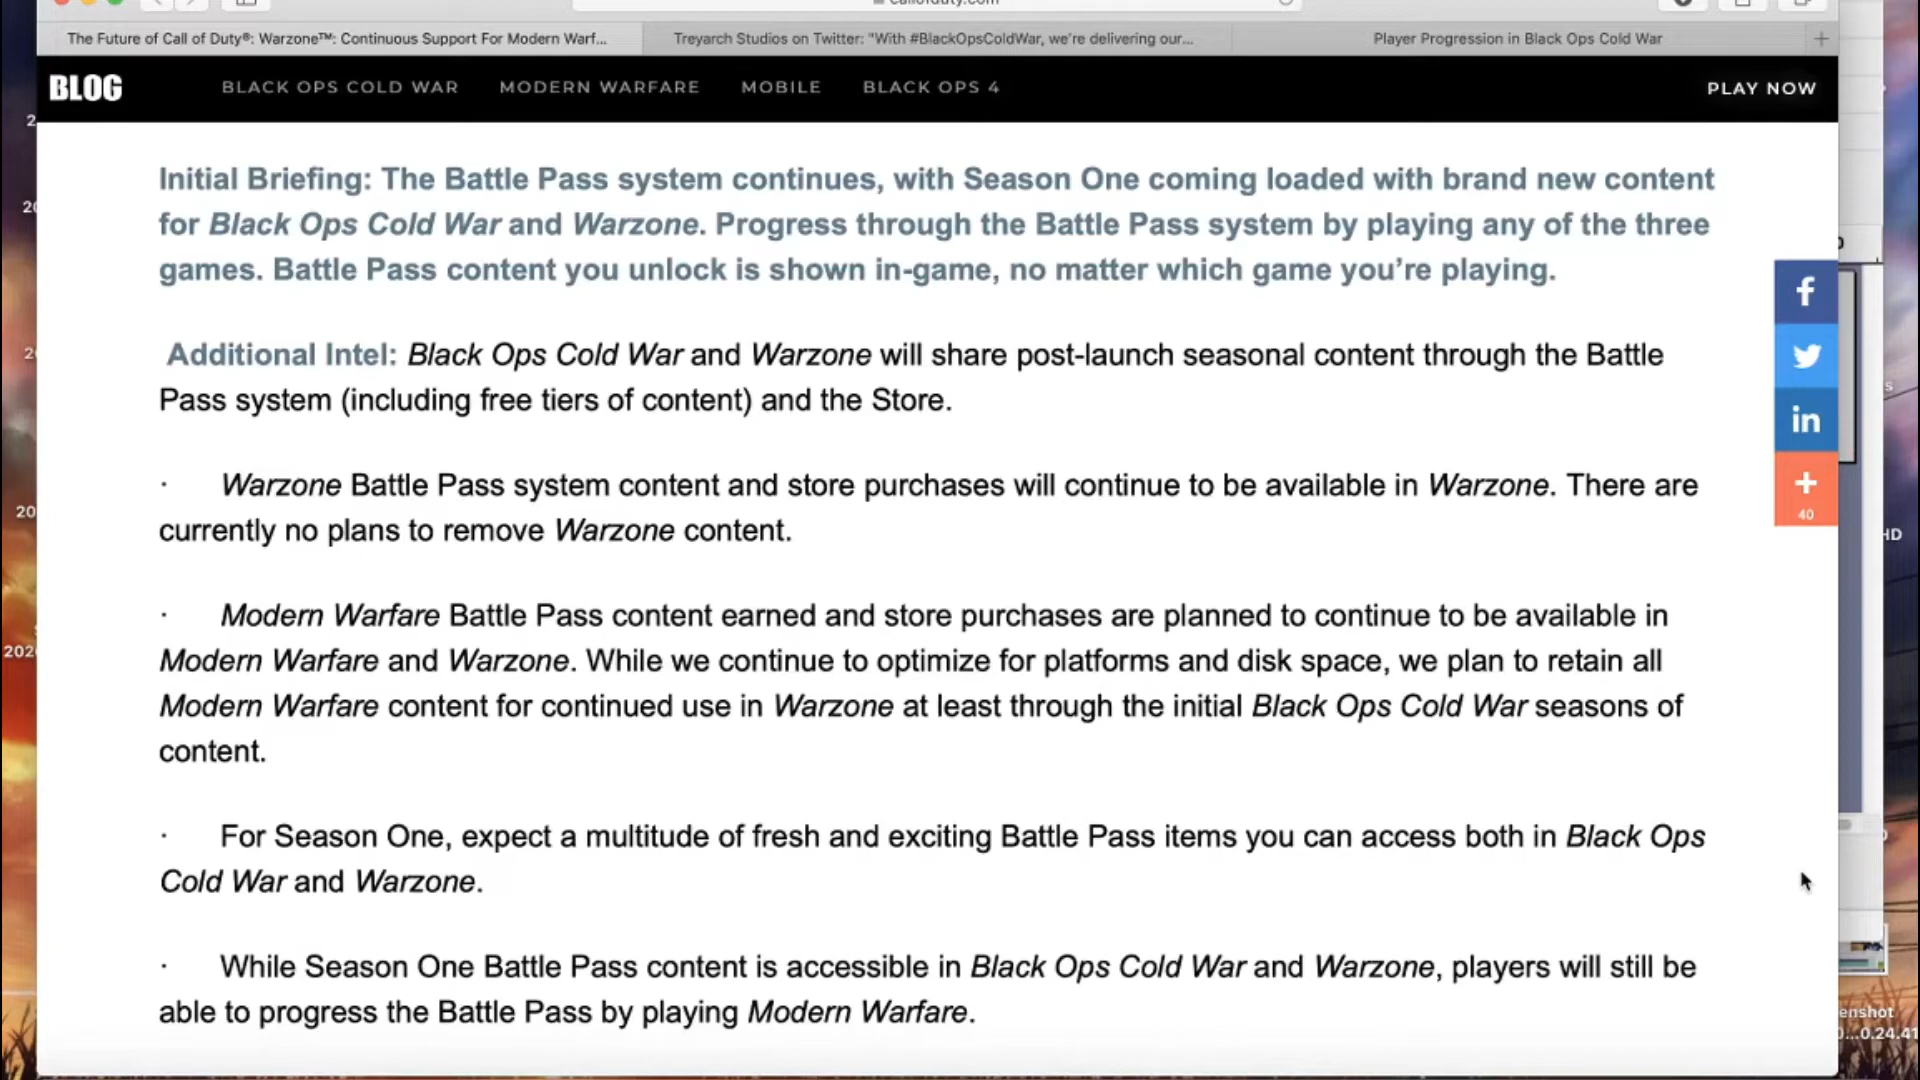 The Future of Call of Duty®: Warzone™: Continuous Support For Modern Warf...
Treyarch Studios on Twitter: "With #BlackOpsColdWar, we're delivering our...
Player Progression in Black Ops Cold War
BLOG
BLACK OPS COLD WAR
MODERN WARFARE
MOBILE
BLACK OPS 4
PLAY NOW
Initial Briefing: The Battle Pass system continues, with Season One coming loaded with brand new content
for Black Ops Cold War and Warzone. Progress through the Battle Pass system by playing any of the three
games. Battle Pass content you unlock is shown in-game, no matter which game you're playing.
Additional Intel: Black Ops Cold War and Warzone will share post-launch seasonal content through the Battle
Pass system (including free tiers of content) and the Store.
· Warzone Battle Pass system content and store purchases will continue to be available in Warzone. There are
currently no plans to remove Warzone content.
· Modern Warfare Battle Pass content earned and store purchases are planned to continue to be available in
Modern Warfare and Warzone. While we continue to optimize for platforms and disk space, we plan to retain all
Modern Warfare content for continued use in Warzone at least through the initial Black Ops Cold War seasons of
content.
· For Season One, expect a multitude of fresh and exciting Battle Pass items you can access both in Black Ops
Cold War and Warzone.
· While Season One Battle Pass content is accessible in Black Ops Cold War and Warzone, players will still be
able to progress the Battle Pass by playing Modern Warfare.
40
HD
enshot
0...0.24.41